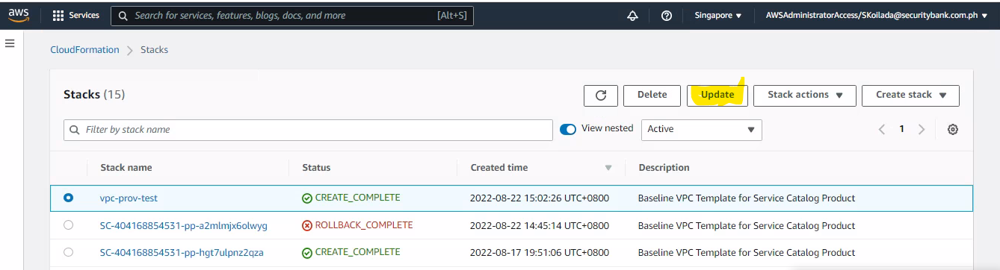 aws Services Search for services, features, blogs, docs, and more [Alt+S] Singapore AWSAdministratorAccess/SKoilada@securitybank.com.ph
CloudFormation Stacks
Stacks (15) Delete Update Stack actions Create stack
Filter by stack name View nested Active 1
Stack name Status Created time Description
vpc-prov-test CREATE_COMPLETE 2022-08-22 15:02:26 UTC+0800 Baseline VPC Template for Service Catalog Product
SC-404168854531-pp-a2mlmjx6olwyg ROLLBACK_COMPLETE 2022-08-22 14:45:14 UTC+0800 Baseline VPC Template for Service Catalog Product
SC-404168854531-pp-hgt7ulpnz2qza CREATE_COMPLETE 2022-08-17 19:51:06 UTC+0800 Baseline VPC Template for Service Catalog Product